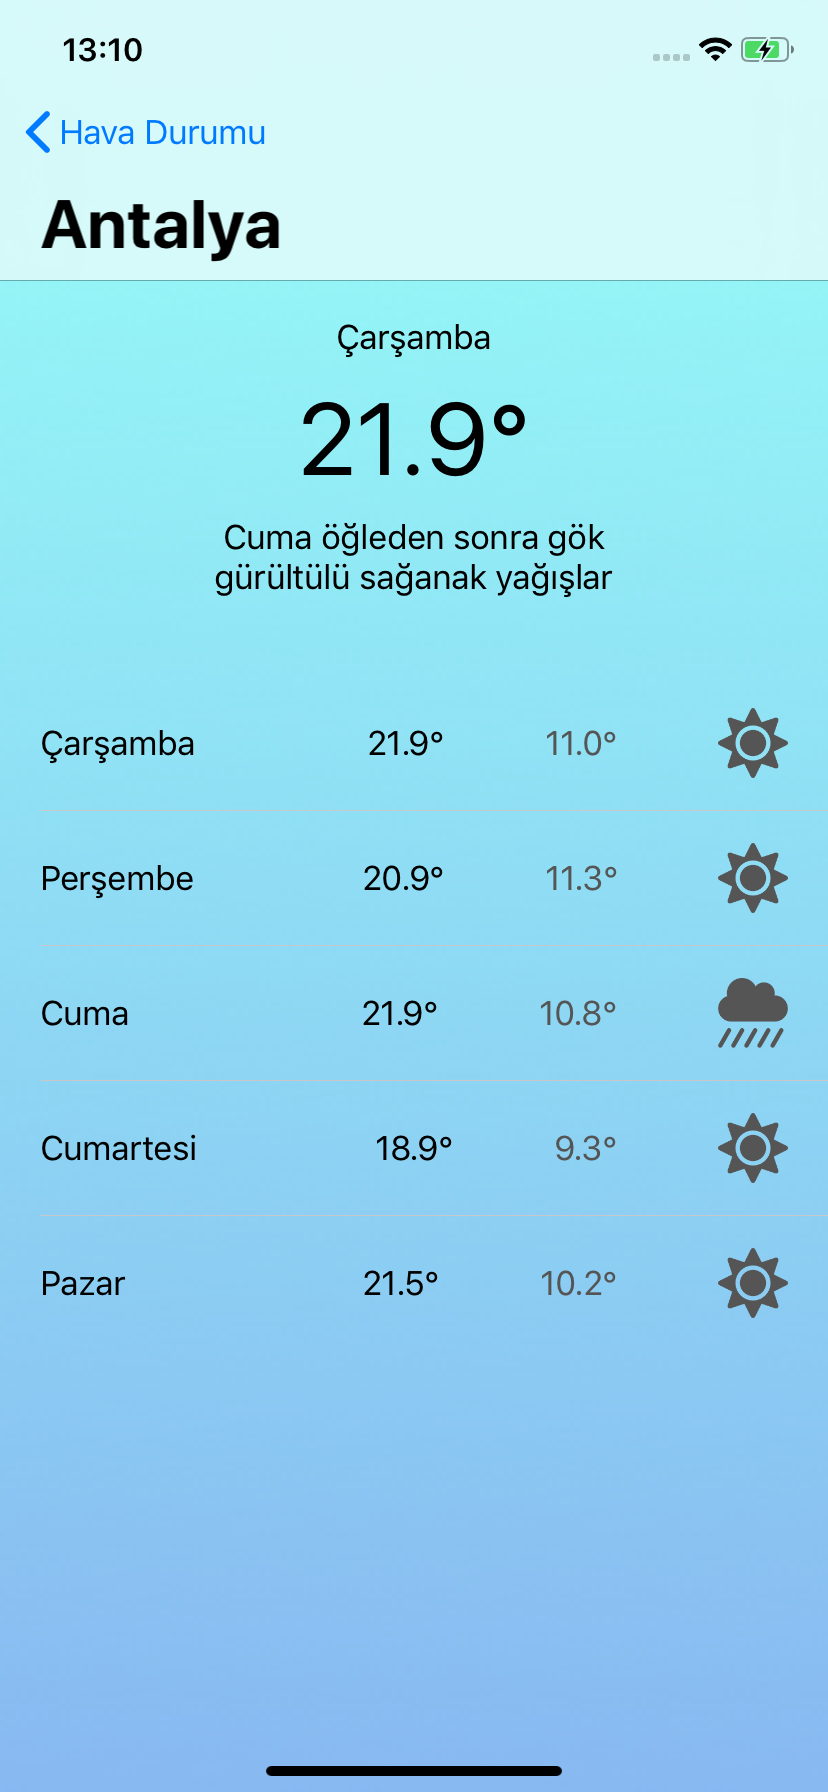 13:10
Hava Durumu
Antalya
Çarşamba
21.9°
Cuma öğleden sonra gök
gürültülü sağanak yağışlar
Çarşamba 21.9° 11.0°
Perşembe 20.9° 11.3°
Cuma 21.9° 10.8°
Cumartesi 18.9° 9.3°
Pazar 21.5° 10.2°